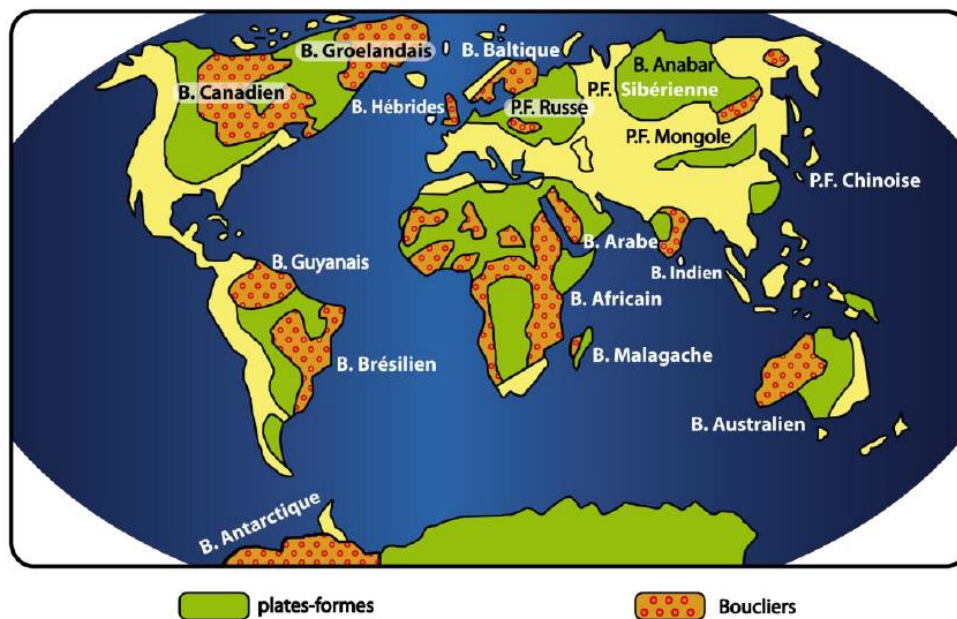 B. Groelandais
B. Baltique
B. Anabar
B. Canadien
P.F. Sibérienne
B. Hébrides
P.F. Russe
P.F. Mongole
P.F. Chinoise
B. Arabe
B. Guyanais
B. Indien
B. Africain
B. Malagache
B. Brésilien
B. Australien
B. Antarctique
plates-formes
Boucliers